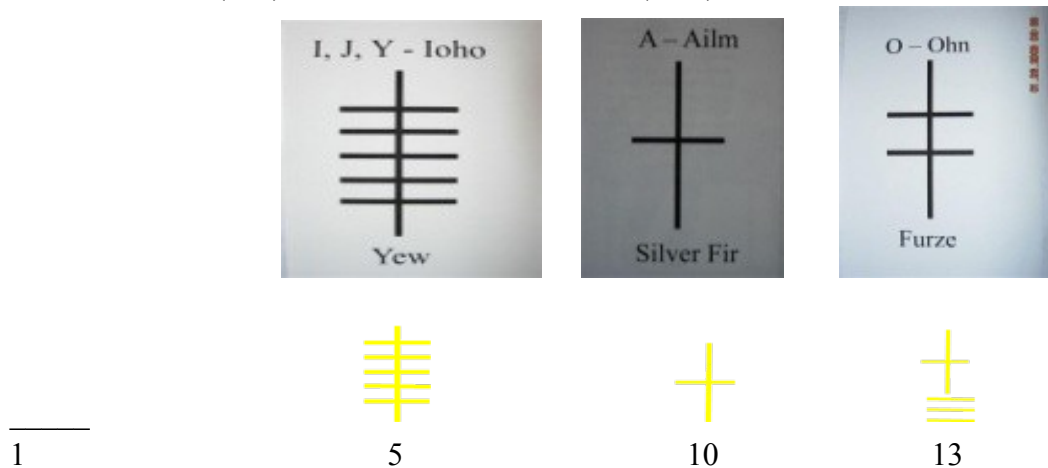 I, J, Y - Ioho
A – Ailm
O – Ohn
Yew
Silver Fir
Furze
1 5 10 13